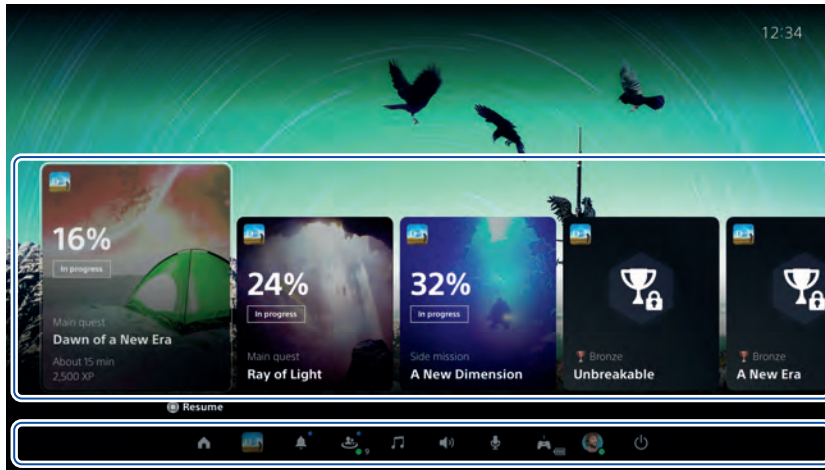 12:34
16%
In progress
Main quest
Dawn of a New Era
About 15 min
2,500 XP
24%
In progress
Main quest
Ray of Light
32%
In progress
Side mission
A New Dimension
Bronze
Unbreakable
Bronze
A New Era
Resume
9